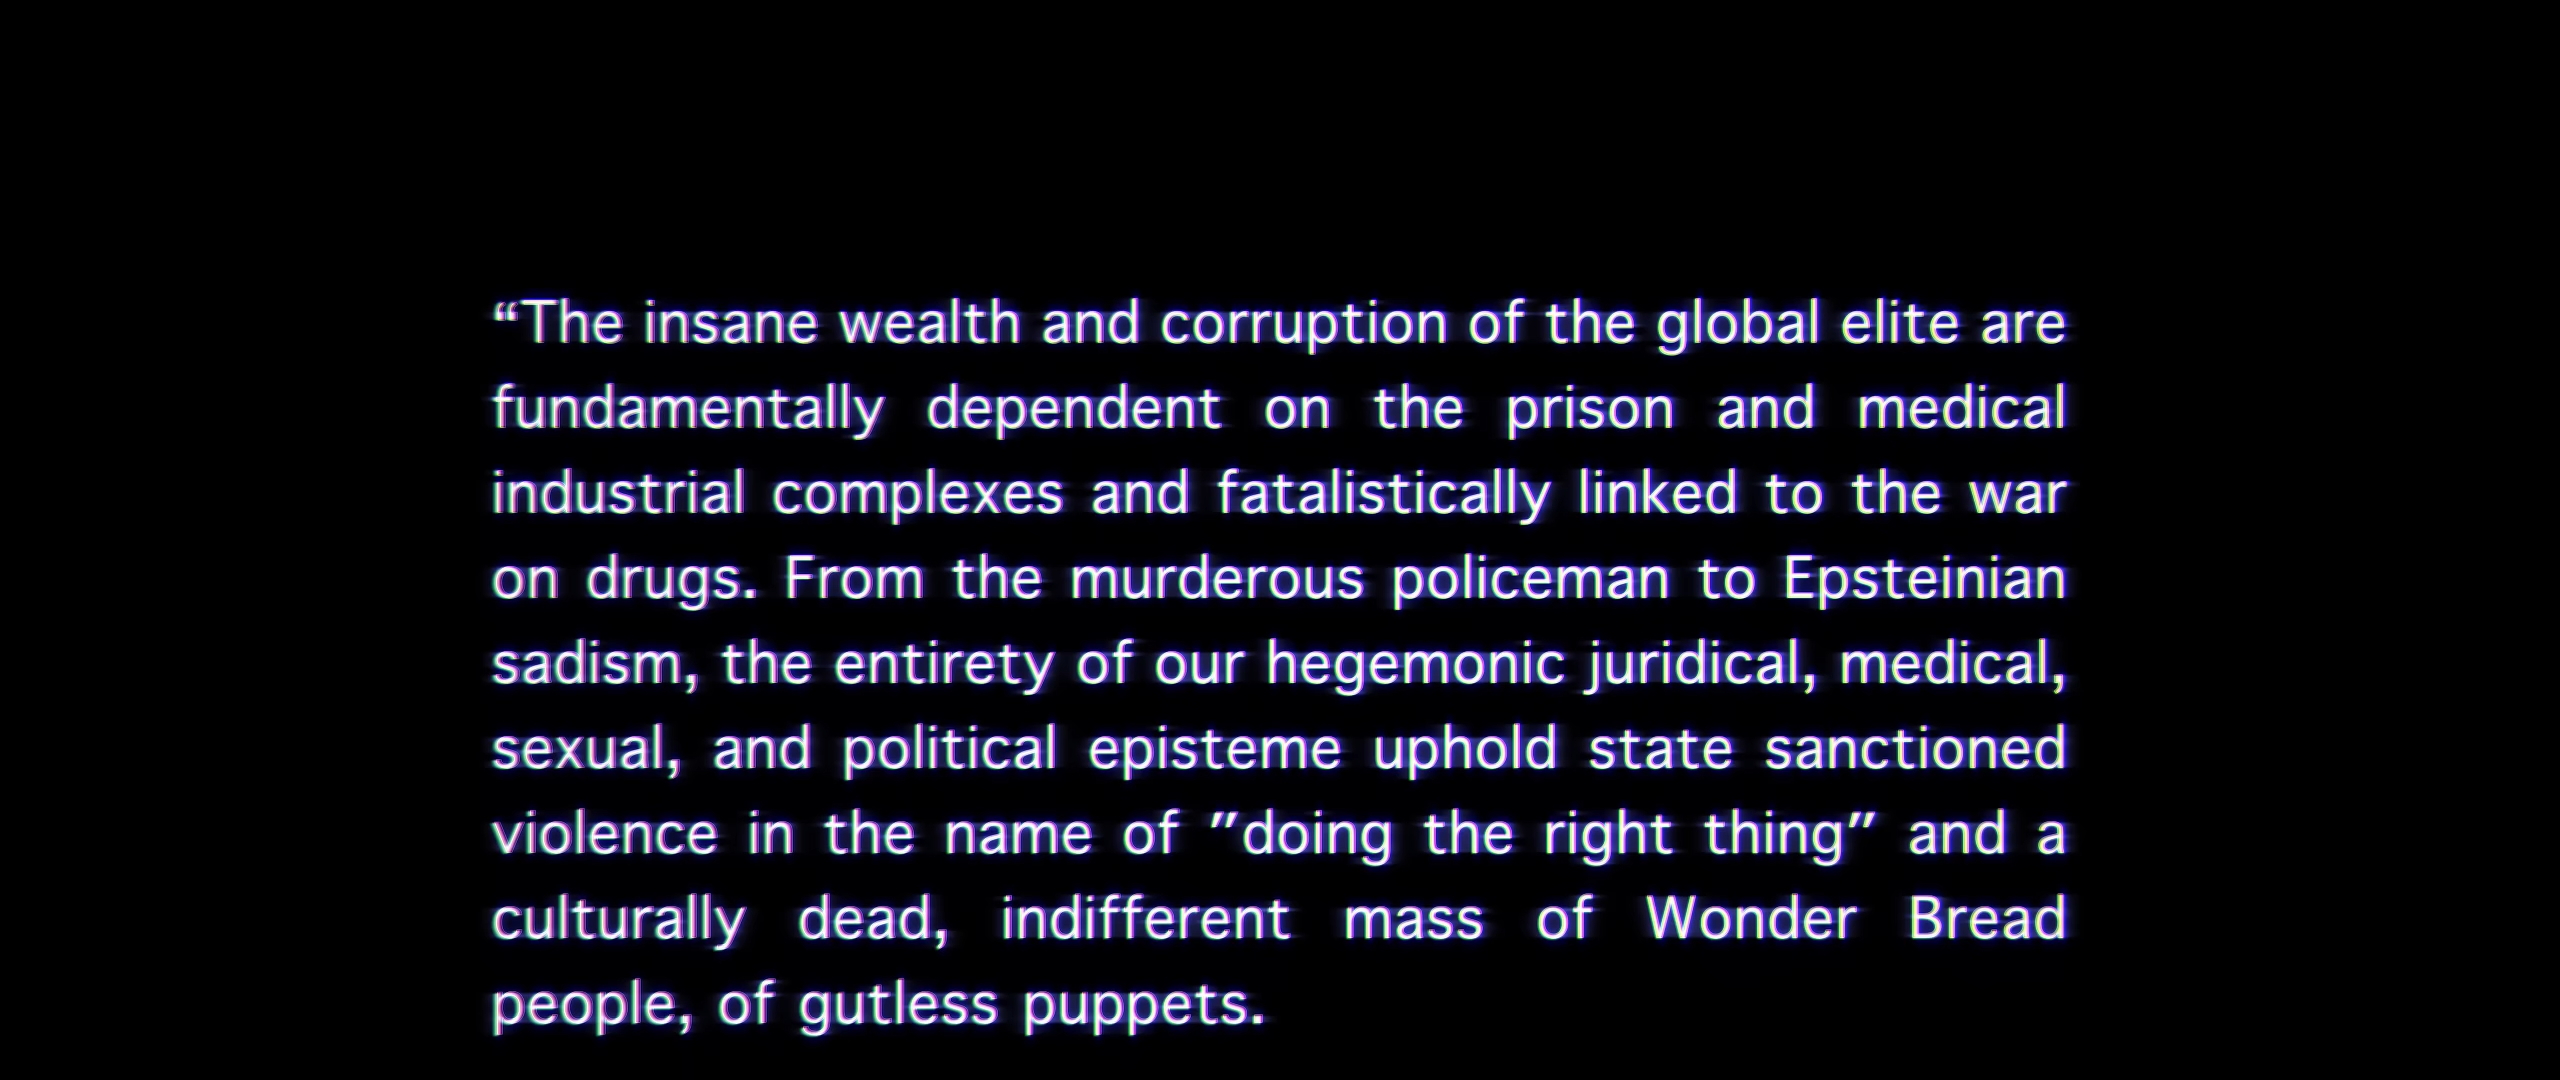 “The insane wealth and corruption of the global elite are
fundamentally dependent on the prison and medical
industrial complexes and fatalistically linked to the war
on drugs. From the murderous policeman to Epsteinian
sadism, the entirety of our hegemonic juridical, medical,
sexual, and political episteme uphold state sanctioned
violence in the name of "doing the right thing" and a
culturally dead, indifferent mass of Wonder Bread
people, of gutless puppets.